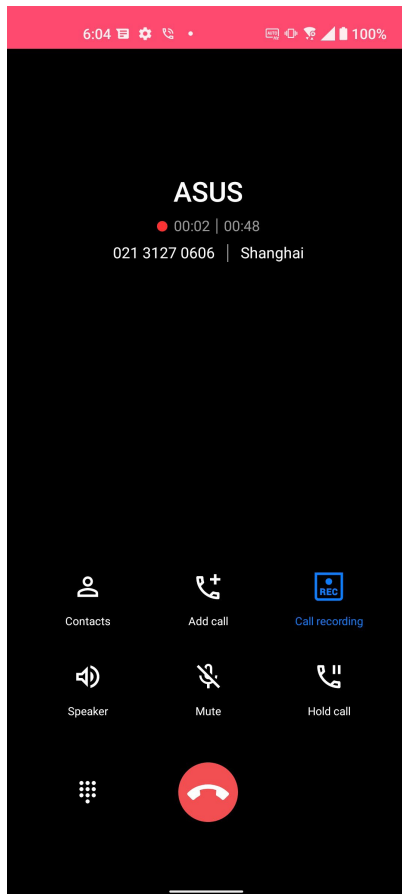 6:04 100%
ASUS
00:02 | 00:48
021 3127 0606 | Shanghai
REC
Contacts Add call Call recording
Speaker Mute Hold call